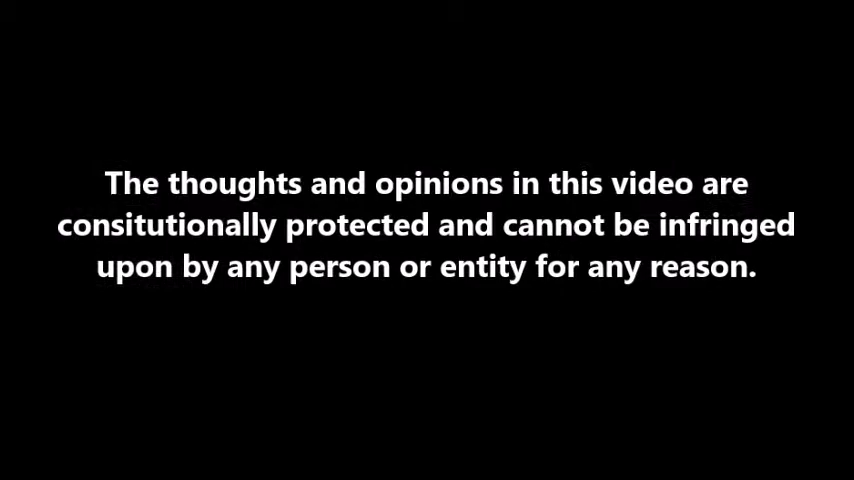 The thoughts and opinions in this video are
consitutionally protected and cannot be infringed
upon by any person or entity for any reason.